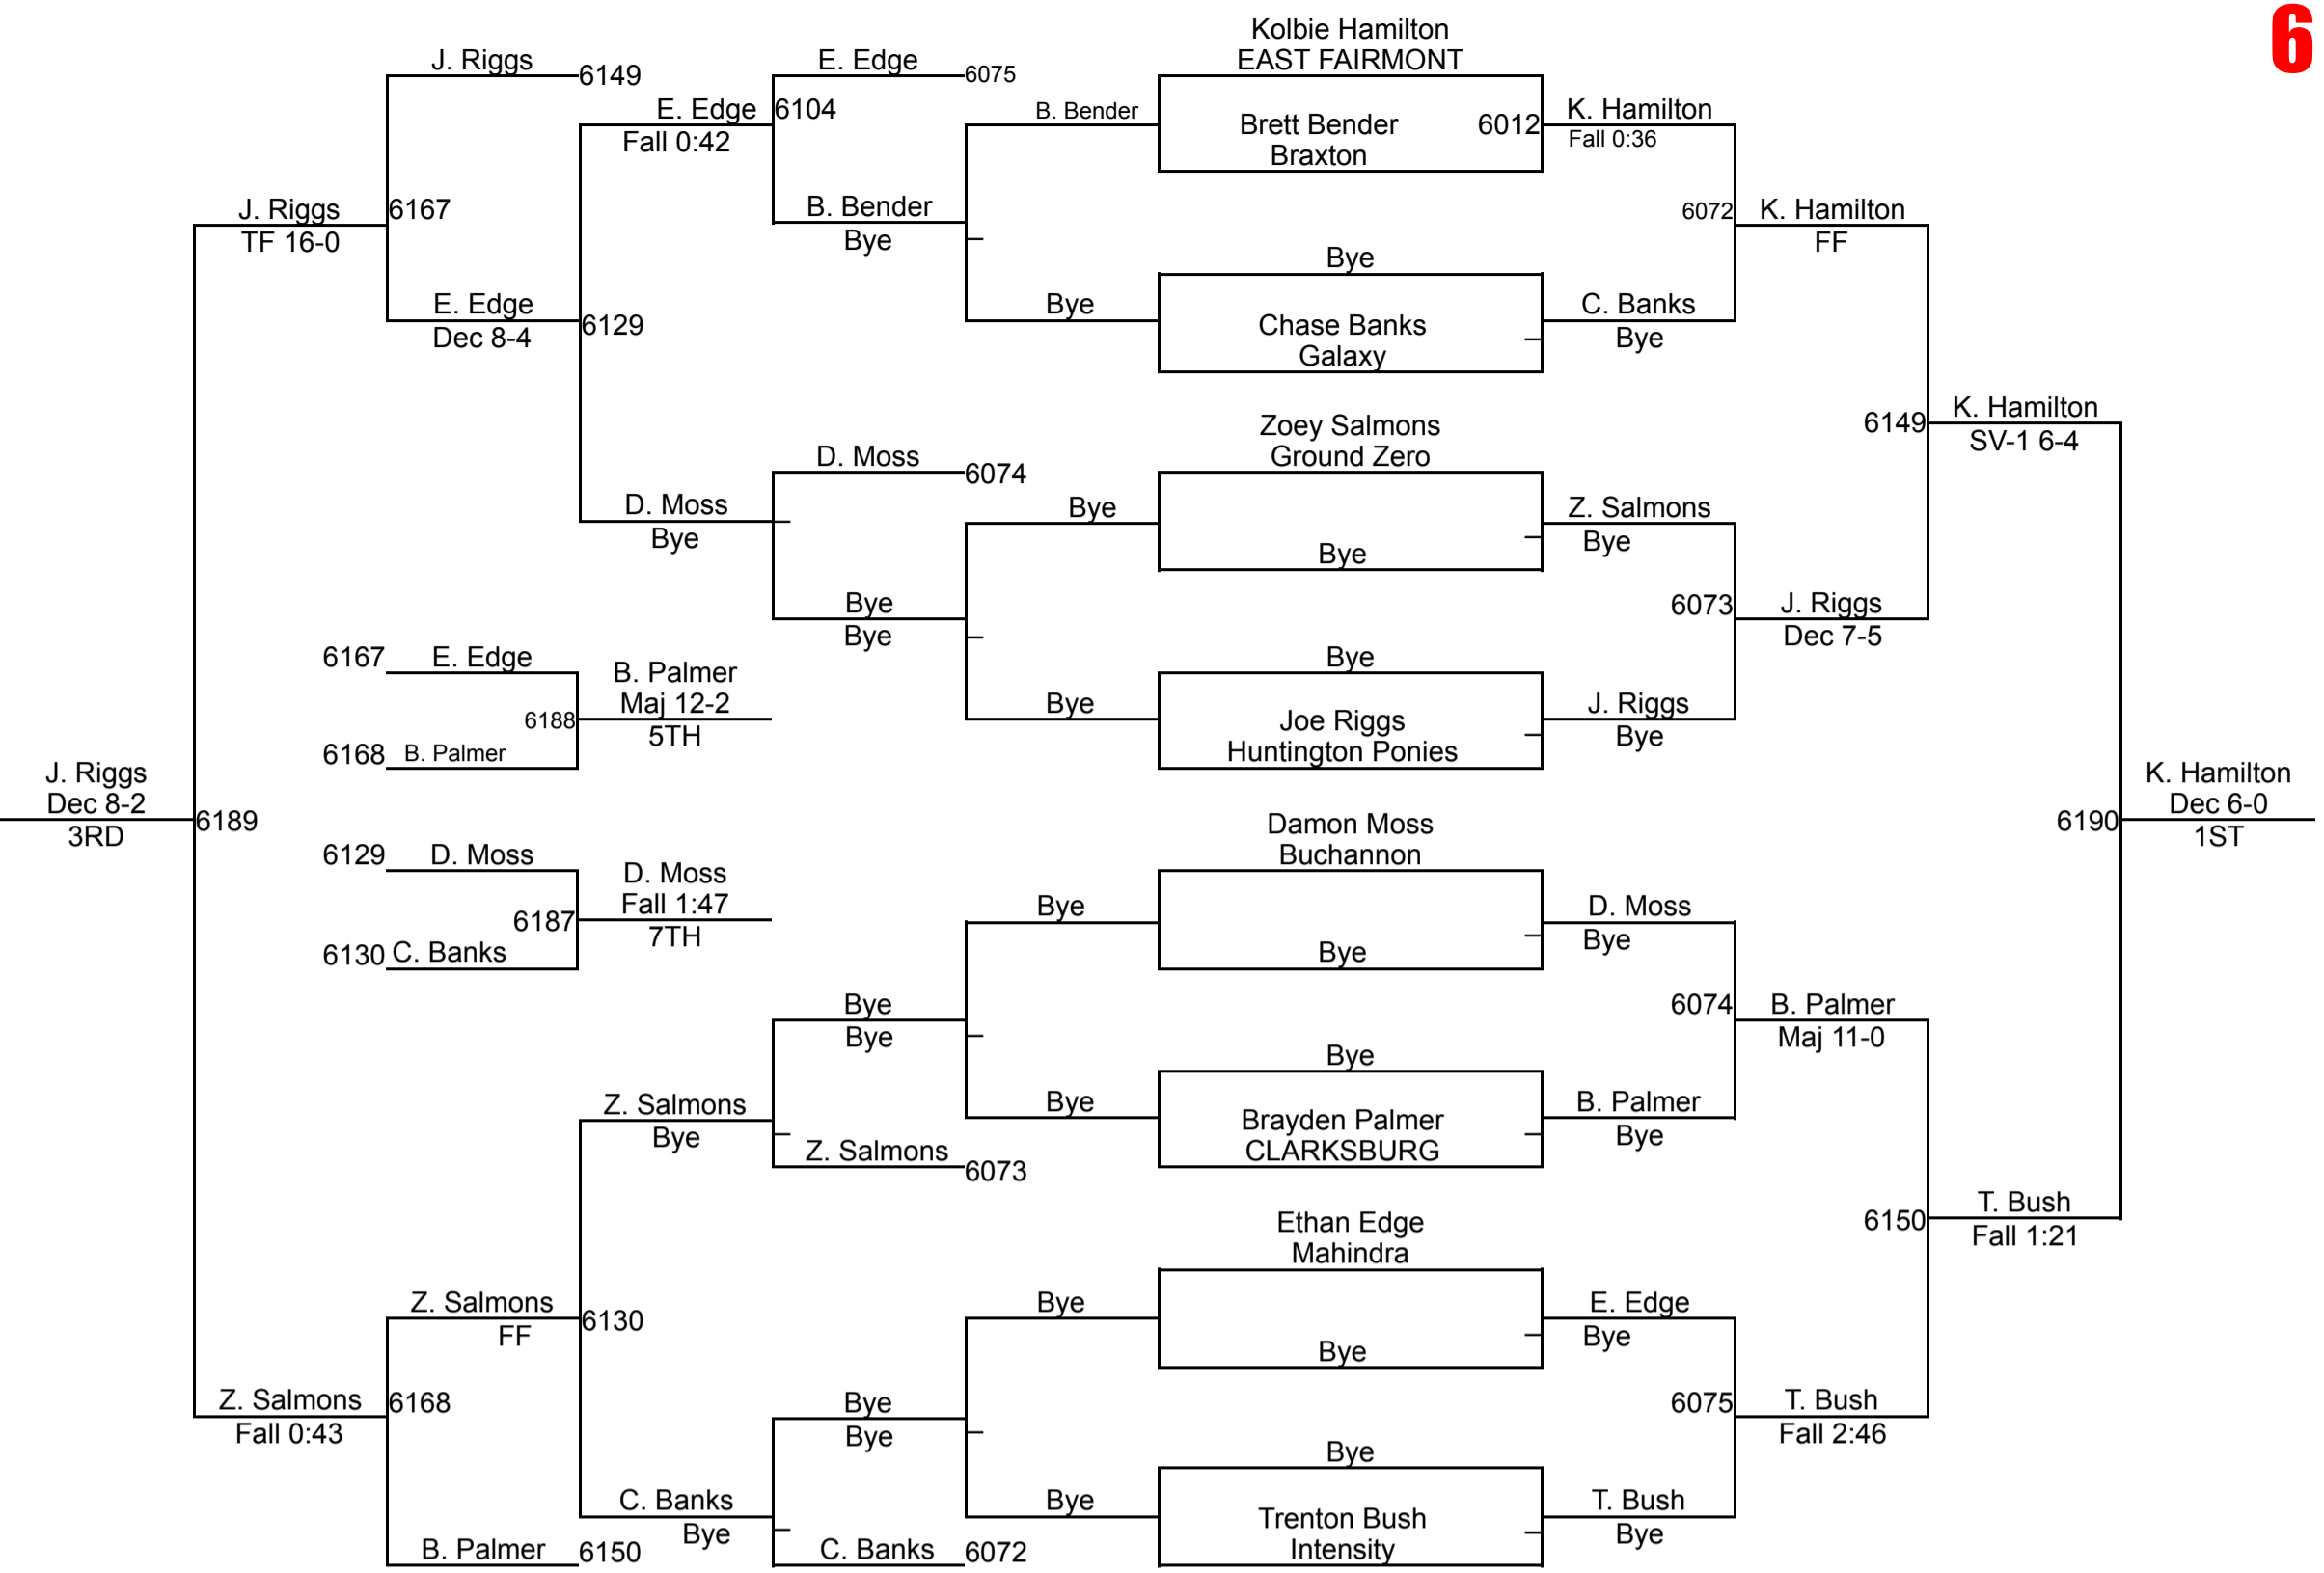 6
Kolbie Hamilton
EAST FAIRMONT
J. Riggs
6149
E. Edge
6075
E. Edge
6104
Fall 0:42
B. Bender
Brett Bender
6012
Braxton
K. Hamilton
Fall 0:36
J. Riggs
6167
TF 16-0
B. Bender
Bye
6072
K. Hamilton
FF
Bye
E. Edge
Dec 8-4
6129
Bye
Chase Banks
Galaxy
C. Banks
Bye
6149
K. Hamilton
SV-1 6-4
Zoey Salmons
Ground Zero
D. Moss
6074
D. Moss
Bye
Bye
Bye
Z. Salmons
Bye
Bye
Bye
6073
J. Riggs
Dec 7-5
6167
E. Edge
B. Palmer
Maj 12-2
6188
5TH
6168
B. Palmer
Bye
Bye
Joe Riggs
Huntington Ponies
J. Riggs
Bye
J. Riggs
Dec 8-2
6189
3RD
K. Hamilton
Dec 6-0
6190
1ST
6129
D. Moss
D. Moss
Fall 1:47
6187
7TH
6130
C. Banks
Damon Moss
Buchannon
Bye
Bye
D. Moss
Bye
Bye
Bye
6074
B. Palmer
Maj 11-0
Z. Salmons
Bye
Bye
Bye
Brayden Palmer
CLARKSBURG
B. Palmer
Bye
Z. Salmons
6073
6150
T. Bush
Fall 1:21
Ethan Edge
Mahindra
Z. Salmons
FF
6130
Bye
Bye
E. Edge
Bye
Z. Salmons
6168
Fall 0:43
Bye
Bye
6075
T. Bush
Fall 2:46
C. Banks
Bye
Bye
Bye
Trenton Bush
Intensity
T. Bush
Bye
B. Palmer
6150
C. Banks
6072